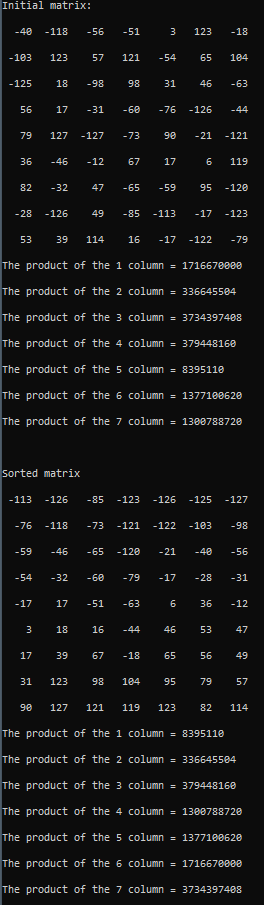 Initial matrix:
-40 -118 -56 -51 3 123 -18
-103 123 57 121 -54 65 104
-125 18 -98 98 31 46 -63
56 17 -31 -60 -76 -126 -44
79 127 -127 -73 90 -21 -121
36 -46 -12 67 17 6 119
82 -32 47 -65 -59 95 -120
-28 -126 49 -85 -113 -17 -123
53 39 114 16 -17 -122 -79
The product of the 1 column = 1716670000
The product of the 2 column = 336645504
The product of the 3 column = 3734397408
The product of the 4 column = 379448160
The product of the 5 column = 8395110
The product of the 6 column = 1377100620
The product of the 7 column = 1300788720
Sorted matrix
-113 -126 -85 -123 -126 -125 -127
-76 -118 -73 -121 -122 -103 -98
-59 -46 -65 -120 -21 -40 -56
-54 -32 -60 -79 -17 -28 -31
-17 17 -51 -63 6 36 -12
3 18 16 -44 46 53 47
17 39 67 -18 65 56 49
31 123 98 104 95 79 57
90 127 121 119 123 82 114
The product of the 1 column = 8395110
The product of the 2 column = 336645504
The product of the 3 column = 379448160
The product of the 4 column = 1300788720
The product of the 5 column = 1377100620
The product of the 6 column = 1716670000
The product of the 7 column = 3734397408